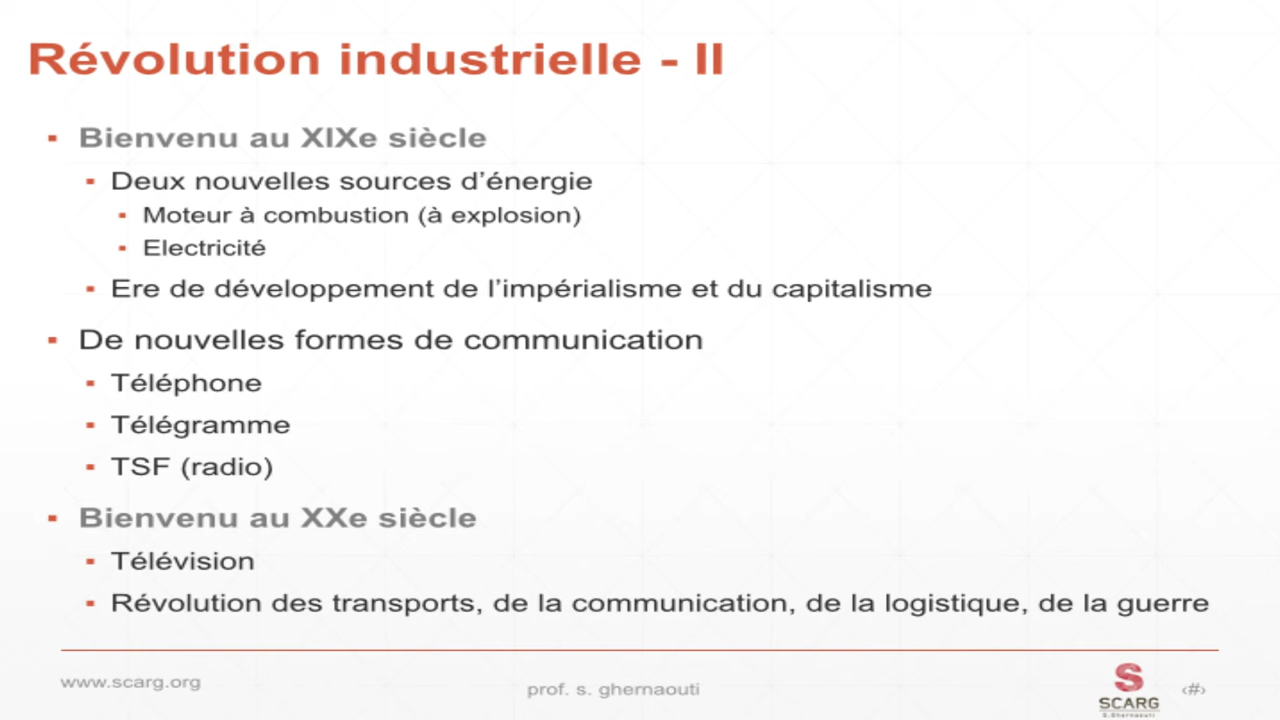 Révolution industrielle - II
Bienvenu au XIXe siècle
Deux nouvelles sources d’énergie
Moteur à combustion (à explosion)
Electricité
Ere de développement de l’impérialisme et du capitalisme
De nouvelles formes de communication
Téléphone
Télégramme
TSF (radio)
Bienvenu au XXe siècle
Télévision
Révolution des transports, de la communication, de la logistique, de la guerre
www.scarg.org
prof. s. ghernaouti
SCARG
S.Ghernaouti
‹#›